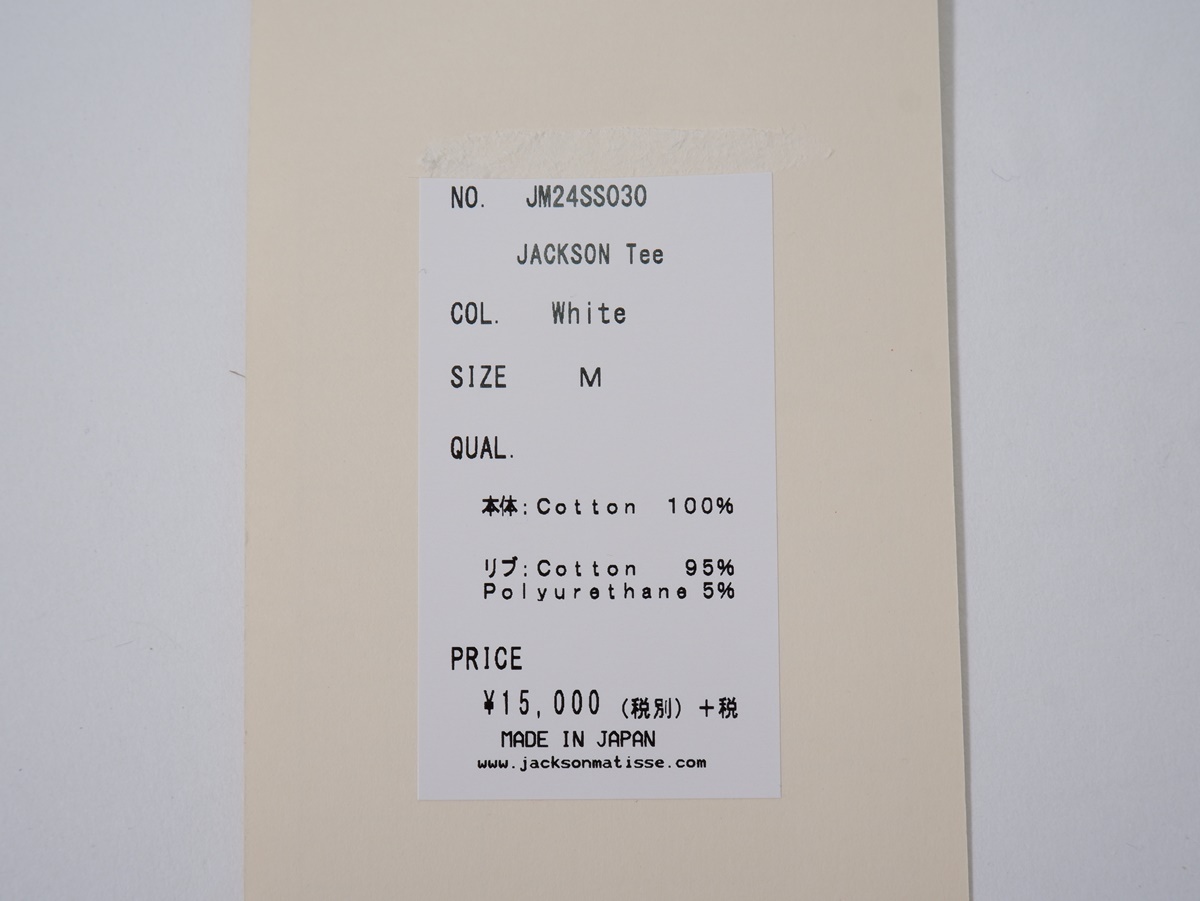 NO. JM24SS030
JACKSON Tee
COL. White
SIZE M
QUAL.
本体:Cotton 100%
リブ:Cotton 95%
Polyurethane 5%
PRICE
¥15,000 (税別) +税
MADE IN JAPAN
www.jacksonmatisse.com